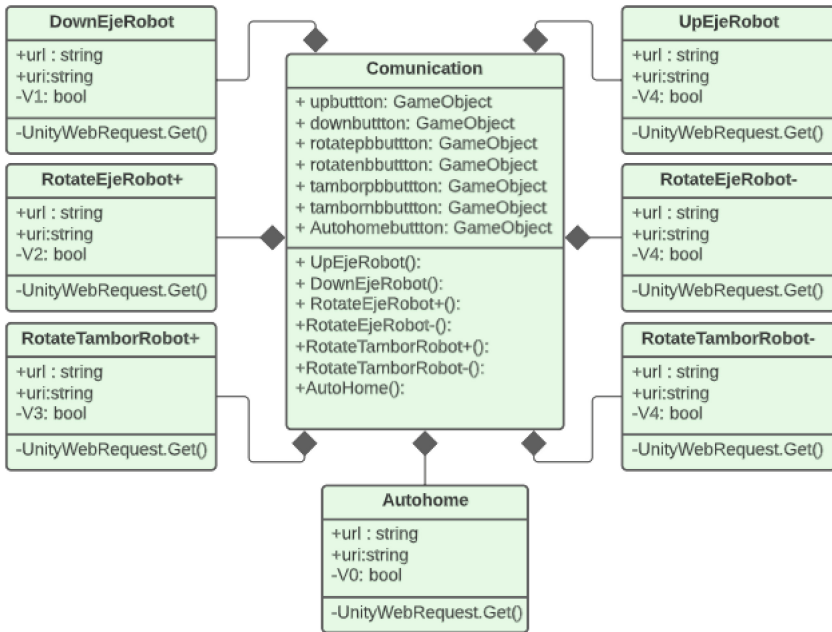 DownEjeRobot
+url : string
+uri:string
-V1: bool
-UnityWebRequest.Get()
RotateEjeRobot+
+url : string
+uri:string
-V2: bool
-UnityWebRequest.Get()
RotateTamborRobot+
+url : string
+uri:string
-V3: bool
-UnityWebRequest.Get()
Comunication
+ upbuttton: GameObject
+ downbuttton: GameObject
+ rotatepbbuttton: GameObject
+ rotatenbbuttton: GameObject
+ tamborpbbuttton: GameObject
+ tambornbbuttton: GameObject
+ Autohomebuttton: GameObject
+ UpEjeRobot():
+ DownEjeRobot():
+ RotateEjeRobot+():
+RotateEjeRobot-():
+RotateTamborRobot+():
+RotateTamborRobot-():
+AutoHome():
UpEjeRobot
+url : string
+uri:string
-V4: bool
-UnityWebRequest.Get()
RotateEjeRobot-
+url : string
+uri:string
-V4: bool
-UnityWebRequest.Get()
RotateTamborRobot-
+url : string
+uri:string
-V4: bool
-UnityWebRequest.Get()
Autohome
+url : string
+uri:string
-V0: bool
-UnityWebRequest.Get()